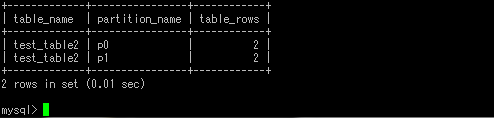 +-------------+----------------+------------+
| table_name  | partition_name | table_rows |
+-------------+----------------+------------+
| test_table2 | p0             |          2 |
| test_table2 | p1             |          2 |
+-------------+----------------+------------+
2 rows in set (0.01 sec)
mysql>